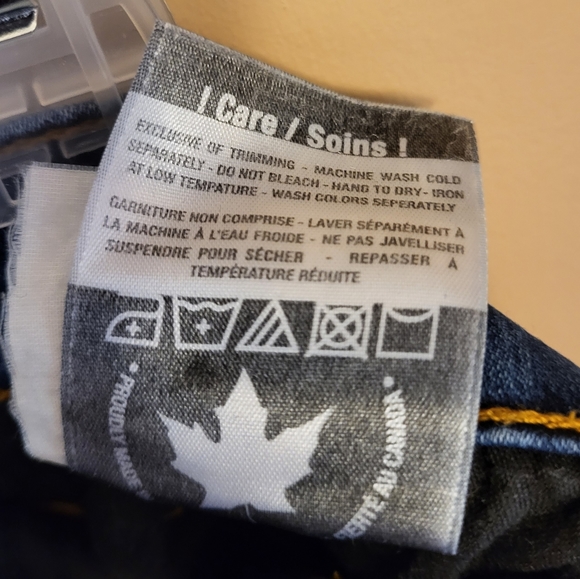 ! Care / Soins !
EXCLUSIVE OF TRIMMING - MACHINE WASH COLD
SEPARATELY - DO NOT BLEACH - HAND TO DRY- IRON
AT LOW TEMPATURE - WASH COLORS SEPERATELY
GARNITURE NON COMPRISE - LAVER SÉPARÉMENT À
LA MACHINE À L'EAU FROIDE - NE PAS JAVELLISER
SUSPENDRE POUR SÉCHER - REPASSER À
TEMPÉRATURE RÉDUITE
• PROUDLY
AU CANADA •